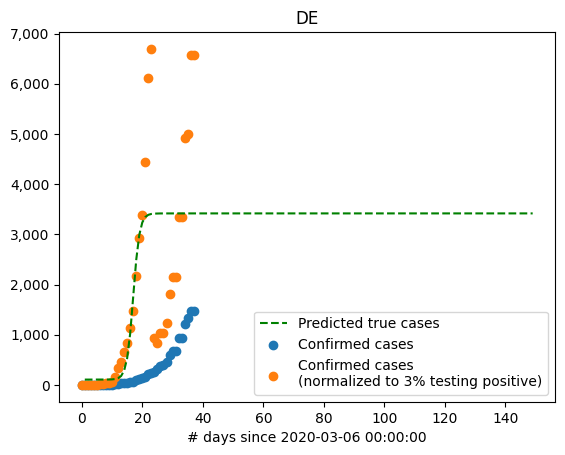 DE
7,000
6,000
5,000
4,000
3,000
2,000
1,000
0
0 20 40 60 80 100 120 140
# days since 2020-03-06 00:00:00
Predicted true cases
Confirmed cases
Confirmed cases
(normalized to 3% testing positive)